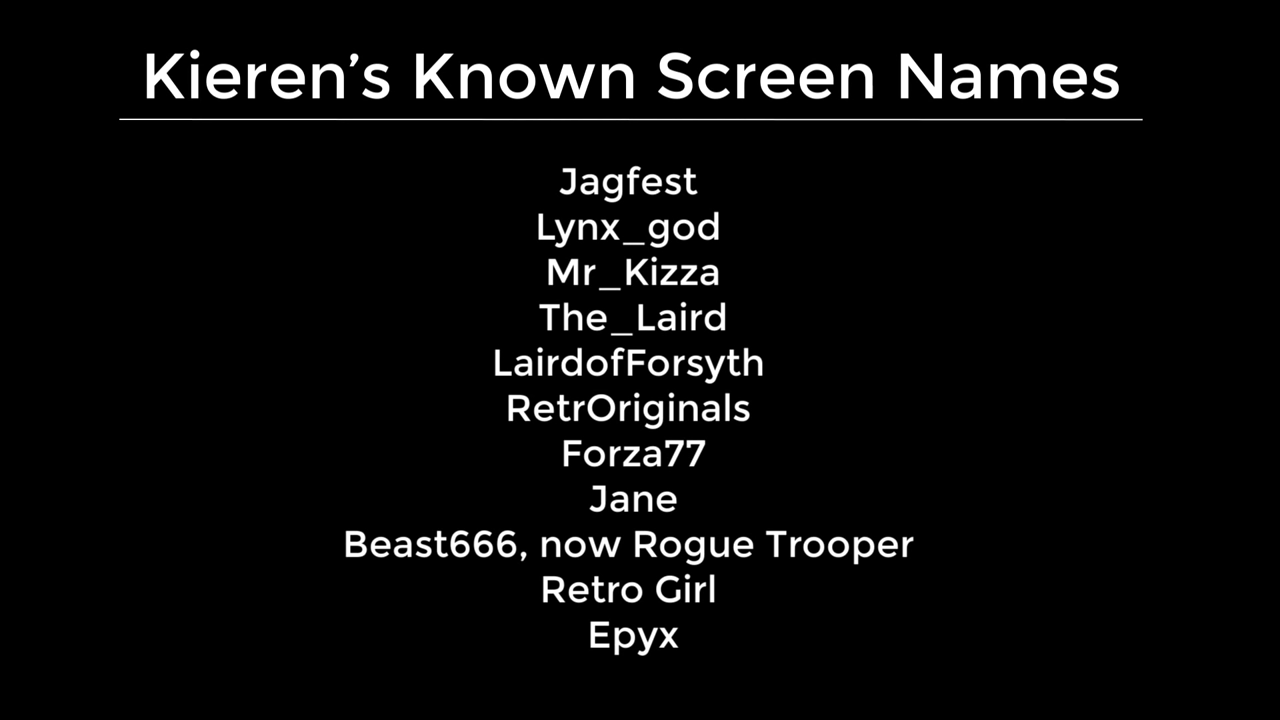 Kieren’s Known Screen Names
Jagfest
Lynx_god
Mr_Kizza
The_Laird
LairdofForsyth
RetrOriginals
Forza77
Jane
Beast666, now Rogue Trooper
Retro Girl
Epyx